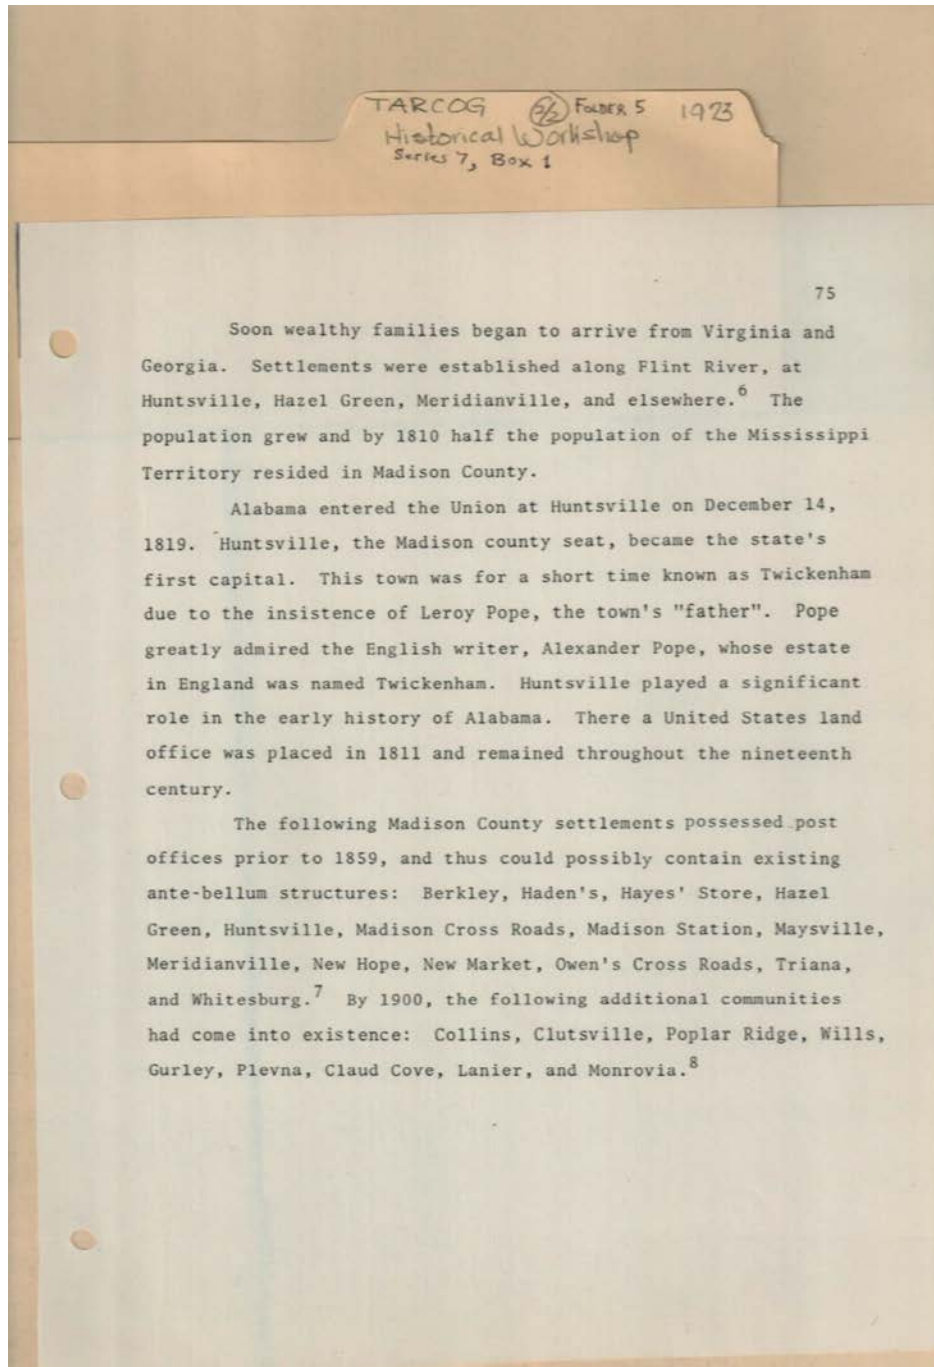 TARCOG 5/2 FOLDER 5 1973
Historical Workshop
Series 7, Box 1
75
Soon wealthy families began to arrive from Virginia and
Georgia. Settlements were established along Flint River, at
Huntsville, Hazel Green, Meridianville, and elsewhere.6 The
population grew and by 1810 half the population of the Mississippi
Territory resided in Madison County.
Alabama entered the Union at Huntsville on December 14,
1819. Huntsville, the Madison county seat, became the state's
first capital. This town was for a short time known as Twickenham
due to the insistence of Leroy Pope, the town's "father". Pope
greatly admired the English writer, Alexander Pope, whose estate
in England was named Twickenham. Huntsville played a significant
role in the early history of Alabama. There a United States land
office was placed in 1811 and remained throughout the nineteenth
century.
The following Madison County settlements possessed post
offices prior to 1859, and thus could possibly contain existing
ante-bellum structures: Berkley, Haden's, Hayes' Store, Hazel
Green, Huntsville, Madison Cross Roads, Madison Station, Maysville,
Meridianville, New Hope, New Market, Owen's Cross Roads, Triana,
and Whitesburg.7 By 1900, the following additional communities
had come into existence: Collins, Clutsville, Poplar Ridge, Wills,
Gurley, Plevna, Claud Cove, Lanier, and Monrovia.8